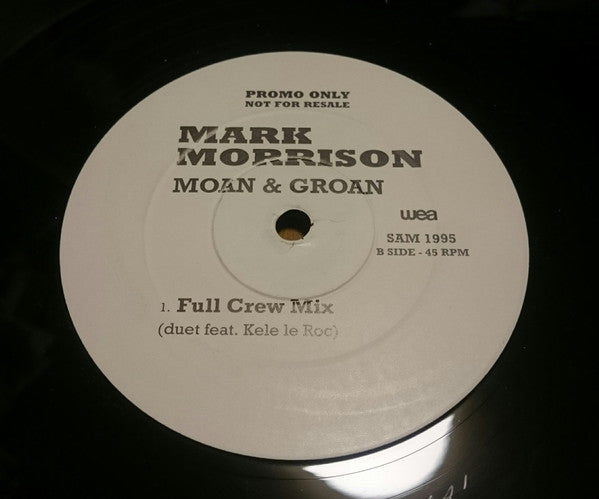 PROMO ONLY
NOT FOR RESALE
MARK
MORRISON
MOAN & GROAN
wea
SAM 1995
B SIDE - 45 RPM
1. Full Crew Mix
(duet feat. Kele le Roc)